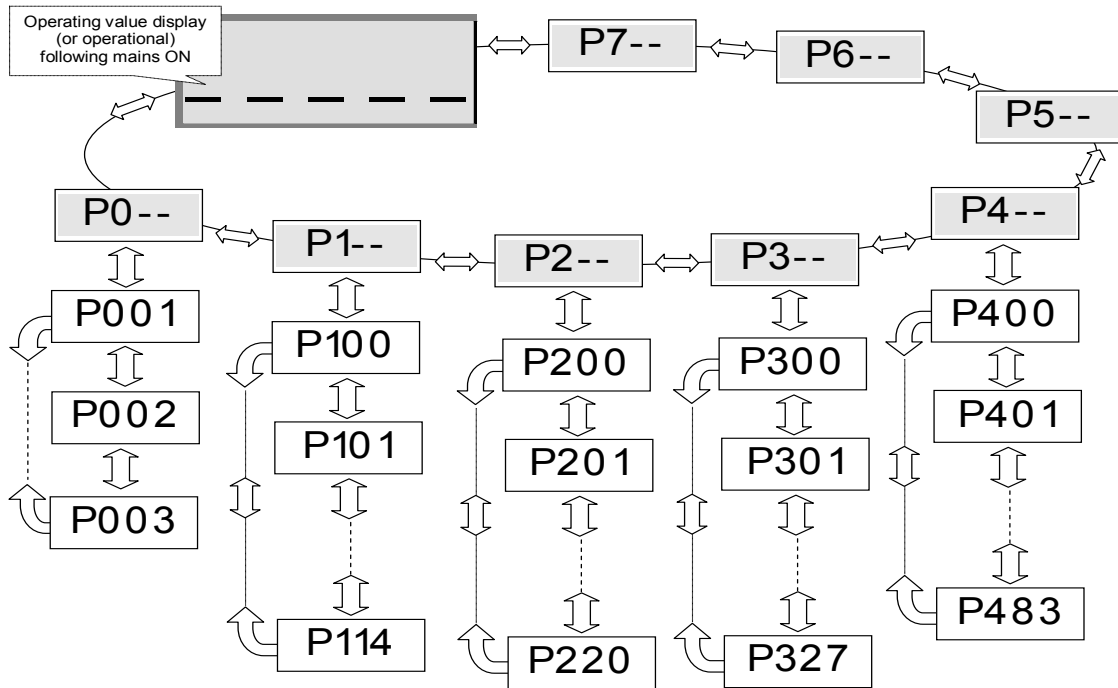 Operating value display
(or operational)
following mains ON
_ _ _ _ _
P7--
P6--
P5--
P0--
P1--
P2--
P3--
P4--
P001
P002
P003
P100
P101
P114
P200
P201
P220
P300
P301
P327
P400
P401
P483